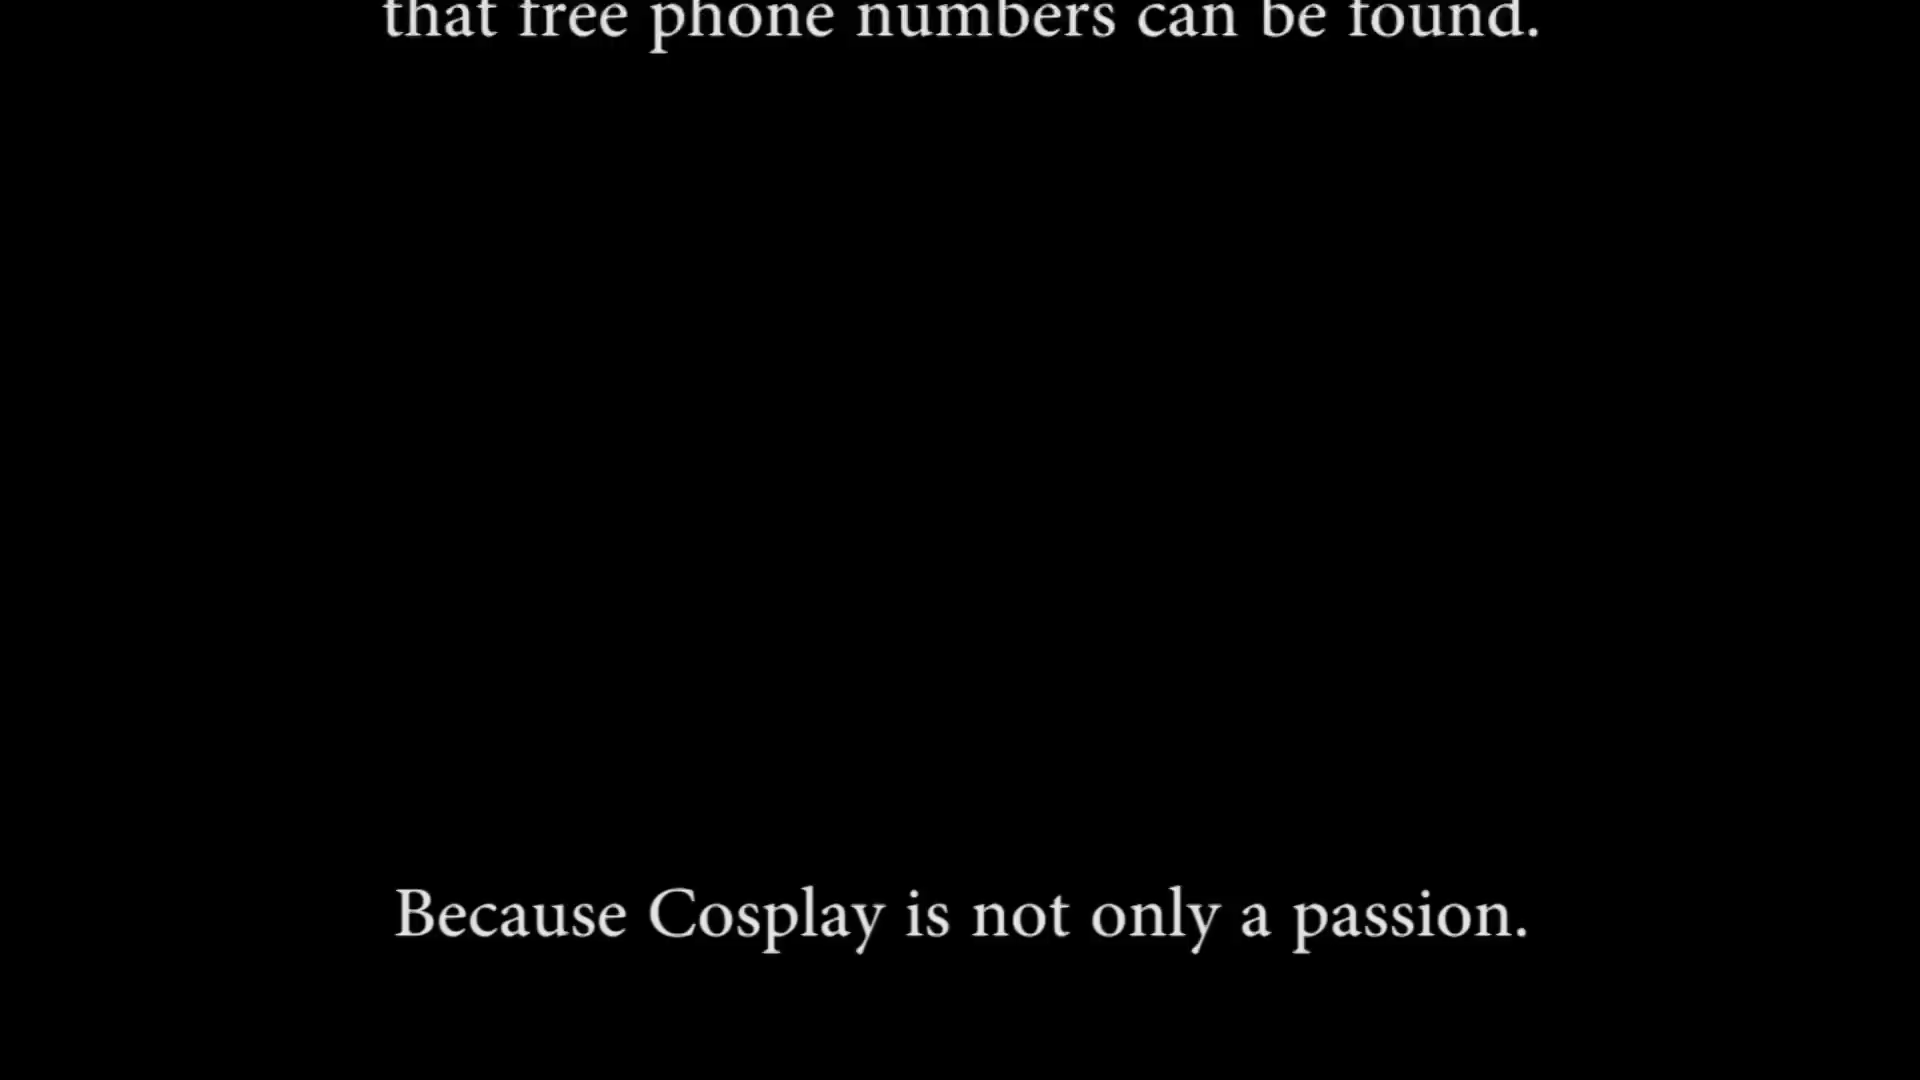 that free phone numbers can be found.
Because Cosplay is not only a passion.